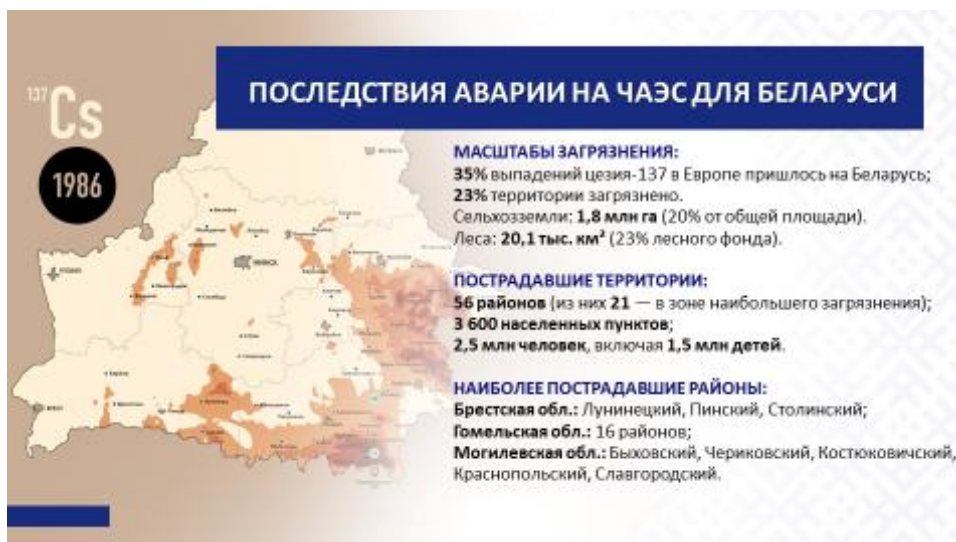 ПОСЛЕДСТВИЯ АВАРИИ НА ЧАЭС ДЛЯ БЕЛАРУСИ
137Cs
1986
МАСШТАБЫ ЗАГРЯЗНЕНИЯ:
35% выпадений цезия-137 в Европе пришлось на Беларусь;
23% территории загрязнено.
Сельхозземли: 1,8 млн га (20% от общей площади).
Леса: 20,1 тыс. км² (23% лесного фонда).
ПОСТРАДАВШИЕ ТЕРРИТОРИИ:
56 районов (из них 21 — в зоне наибольшего загрязнения);
3 600 населенных пунктов;
2,5 млн человек, включая 1,5 млн детей.
НАИБОЛЕЕ ПОСТРАДАВШИЕ РАЙОНЫ:
Брестская обл.: Лунинецкий, Пинский, Столинский;
Гомельская обл.: 16 районов;
Могилевская обл.: Быховский, Чериковский, Костюковичский,
Краснопольский, Славгородский.